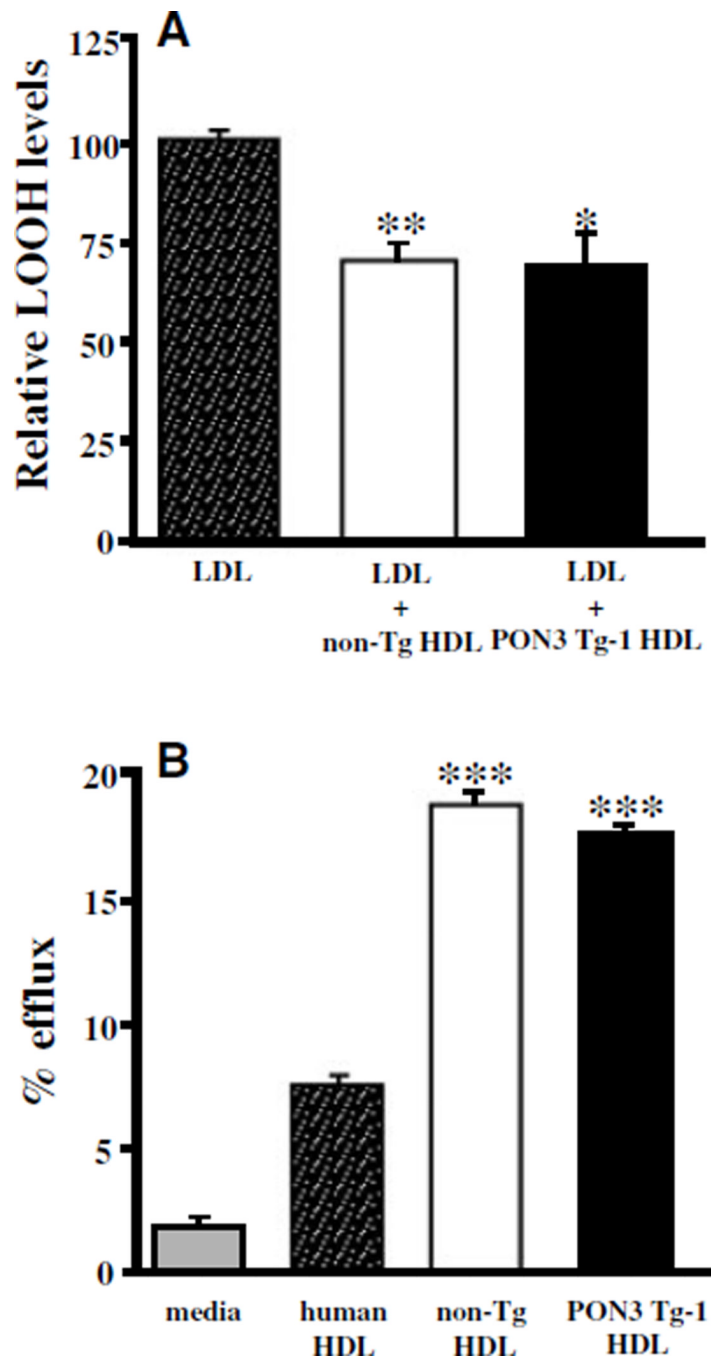 A
Relative LOOH levels
125
100
75
50
25
0
**
*
LDL
LDL
+
non-Tg HDL
LDL
+
PON3 Tg-1 HDL
B
% efflux
20
15
10
5
0
***
***
media
human
HDL
non-Tg
HDL
PON3 Tg-1
HDL